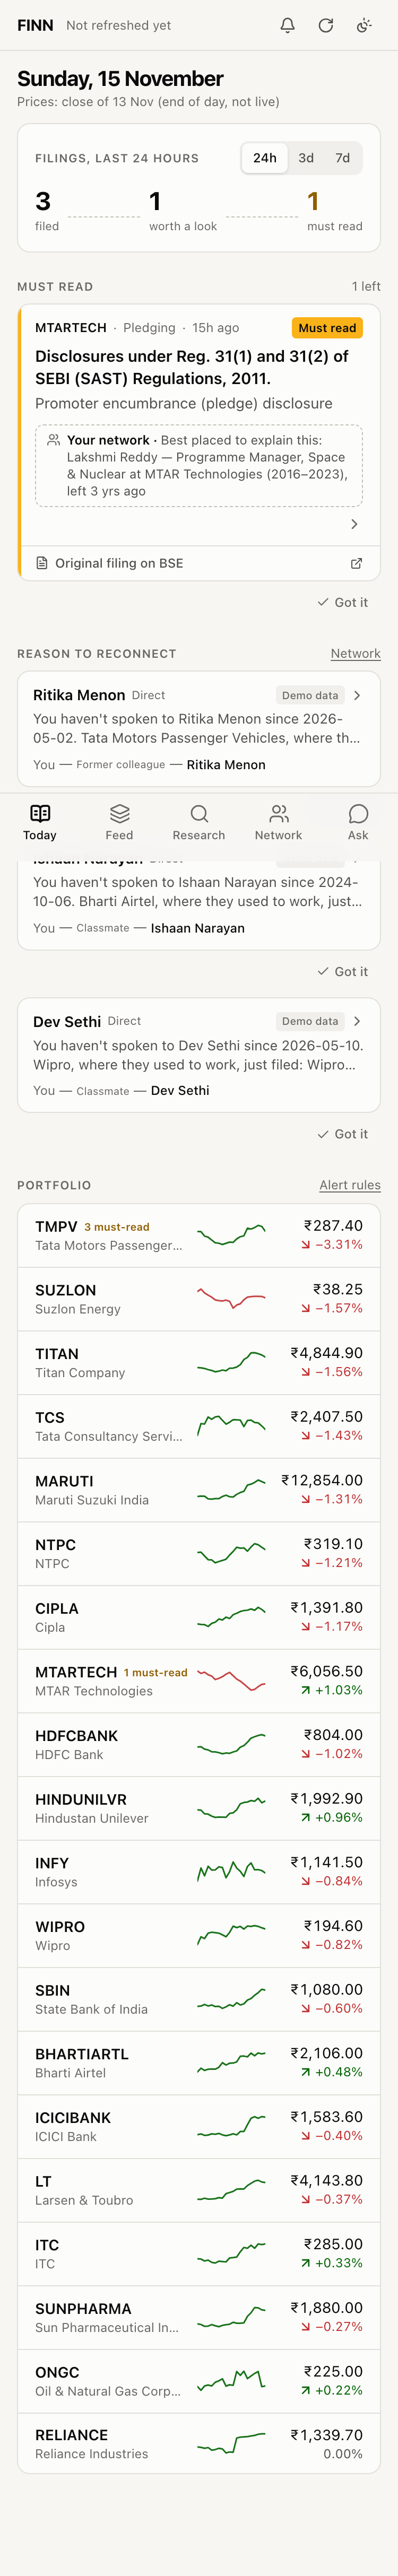 FINN Not refreshed yet
Sunday, 15 November
Prices: close of 13 Nov (end of day, not live)
FILINGS, LAST 24 HOURS 24h 3d 7d
3 1 1
filed worth a look must read
MUST READ 1 left
MTARTECH · Pledging · 15h ago Must read
Disclosures under Reg. 31(1) and 31(2) of
SEBI (SAST) Regulations, 2011.
Promoter encumbrance (pledge) disclosure
Your network · Best placed to explain this:
Lakshmi Reddy — Programme Manager, Space
& Nuclear at MTAR Technologies (2016–2023),
left 3 yrs ago
Original filing on BSE
Got it
REASON TO RECONNECT Network
Ritika Menon Direct Demo data
You haven't spoken to Ritika Menon since 2026-
05-02. Tata Motors Passenger Vehicles, where th…
You — Former colleague — Ritika Menon
Today Feed Research Network Ask
Ishaan Narayan Direct
You haven't spoken to Ishaan Narayan since 2024-
10-06. Bharti Airtel, where they used to work, just…
You — Classmate — Ishaan Narayan
Got it
Dev Sethi Direct Demo data
You haven't spoken to Dev Sethi since 2026-05-10.
Wipro, where they used to work, just filed: Wipro…
You — Classmate — Dev Sethi
Got it
PORTFOLIO Alert rules
TMPV 3 must-read ₹287.40
Tata Motors Passenger… −3.31%
SUZLON ₹38.25
Suzlon Energy −1.57%
TITAN ₹4,844.90
Titan Company −1.56%
TCS ₹2,407.50
Tata Consultancy Servi… −1.43%
MARUTI ₹12,854.00
Maruti Suzuki India −1.31%
NTPC ₹319.10
NTPC −1.21%
CIPLA ₹1,391.80
Cipla −1.17%
MTARTECH 1 must-read ₹6,056.50
MTAR Technologies +1.03%
HDFCBANK ₹804.00
HDFC Bank −1.02%
HINDUNILVR ₹1,992.90
Hindustan Unilever +0.96%
INFY ₹1,141.50
Infosys −0.84%
WIPRO ₹194.60
Wipro −0.82%
SBIN ₹1,080.00
State Bank of India −0.60%
BHARTIARTL ₹2,106.00
Bharti Airtel +0.48%
ICICIBANK ₹1,583.60
ICICI Bank −0.40%
LT ₹4,143.80
Larsen & Toubro −0.37%
ITC ₹285.00
ITC +0.33%
SUNPHARMA ₹1,880.00
Sun Pharmaceutical In… −0.27%
ONGC ₹225.00
Oil & Natural Gas Corp… +0.22%
RELIANCE ₹1,339.70
Reliance Industries 0.00%